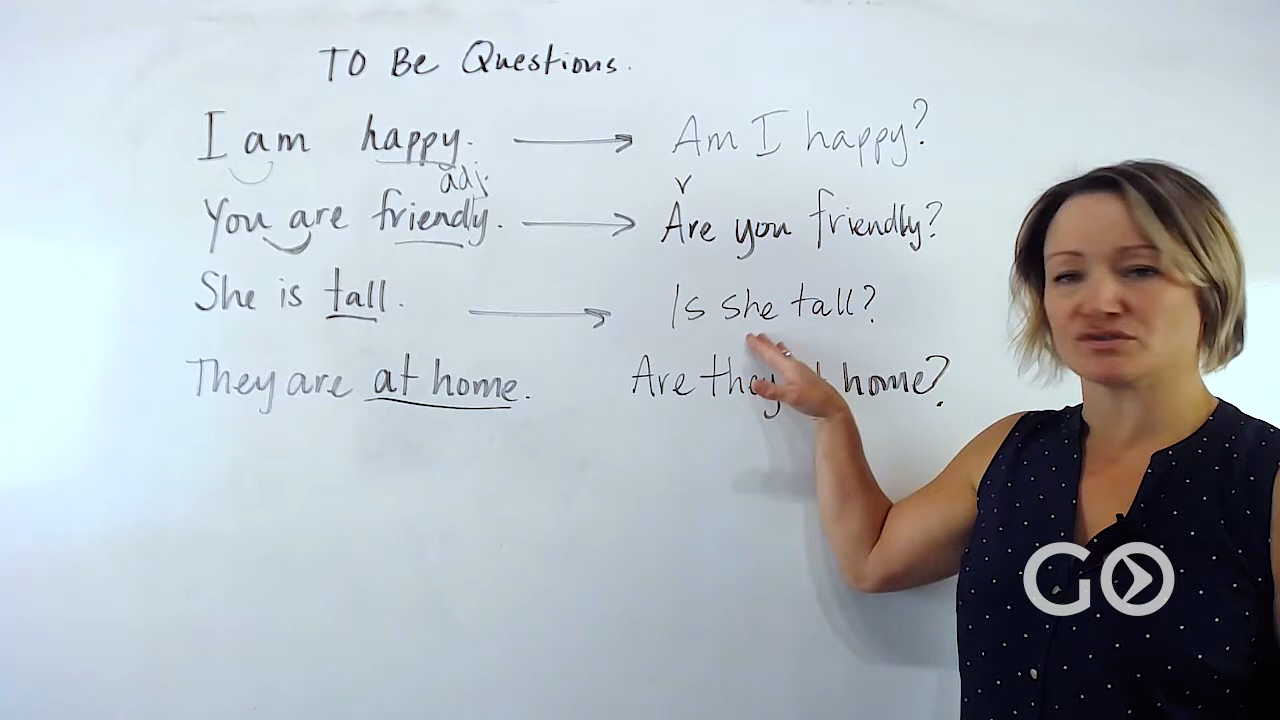 TO Be Questions.
I am happy. Am I happy?
adj. v
You are friendly. Are you friendly?
She is tall. Is she tall?
They are at home. Are they home?
GO